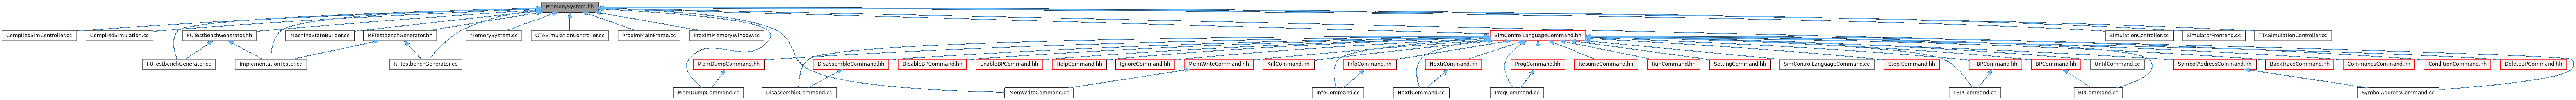 MemorySystem.hh
CompiledSimController.cc
CompiledSimulation.cc
FUTestbenchGenerator.hh
MachineStateBuilder.cc
RFTestbenchGenerator.hh
MemorySystem.cc
OTASimulationController.cc
ProximMainFrame.cc
ProximMemoryWindow.cc
SimControlLanguageCommand.hh
SimulationController.cc
SimulatorFrontend.cc
TTASimulationController.cc
FUTestbenchGenerator.cc
ImplementationTester.cc
RFTestbenchGenerator.cc
MemDumpCommand.hh
DisassembleCommand.hh
DisableBPCommand.hh
EnableBPCommand.hh
HelpCommand.hh
IgnoreCommand.hh
MemWriteCommand.hh
KillCommand.hh
InfoCommand.hh
NextiCommand.hh
ProgCommand.hh
ResumeCommand.hh
RunCommand.hh
SettingCommand.hh
SimControlLanguageCommand.cc
StepiCommand.hh
TBPCommand.hh
BPCommand.hh
UntilCommand.cc
SymbolAddressCommand.hh
BackTraceCommand.hh
CommandsCommand.hh
ConditionCommand.hh
DeleteBPCommand.hh
MemDumpCommand.cc
DisassembleCommand.cc
MemWriteCommand.cc
InfoCommand.cc
NextiCommand.cc
ProgCommand.cc
TBPCommand.cc
BPCommand.cc
SymbolAddressCommand.cc